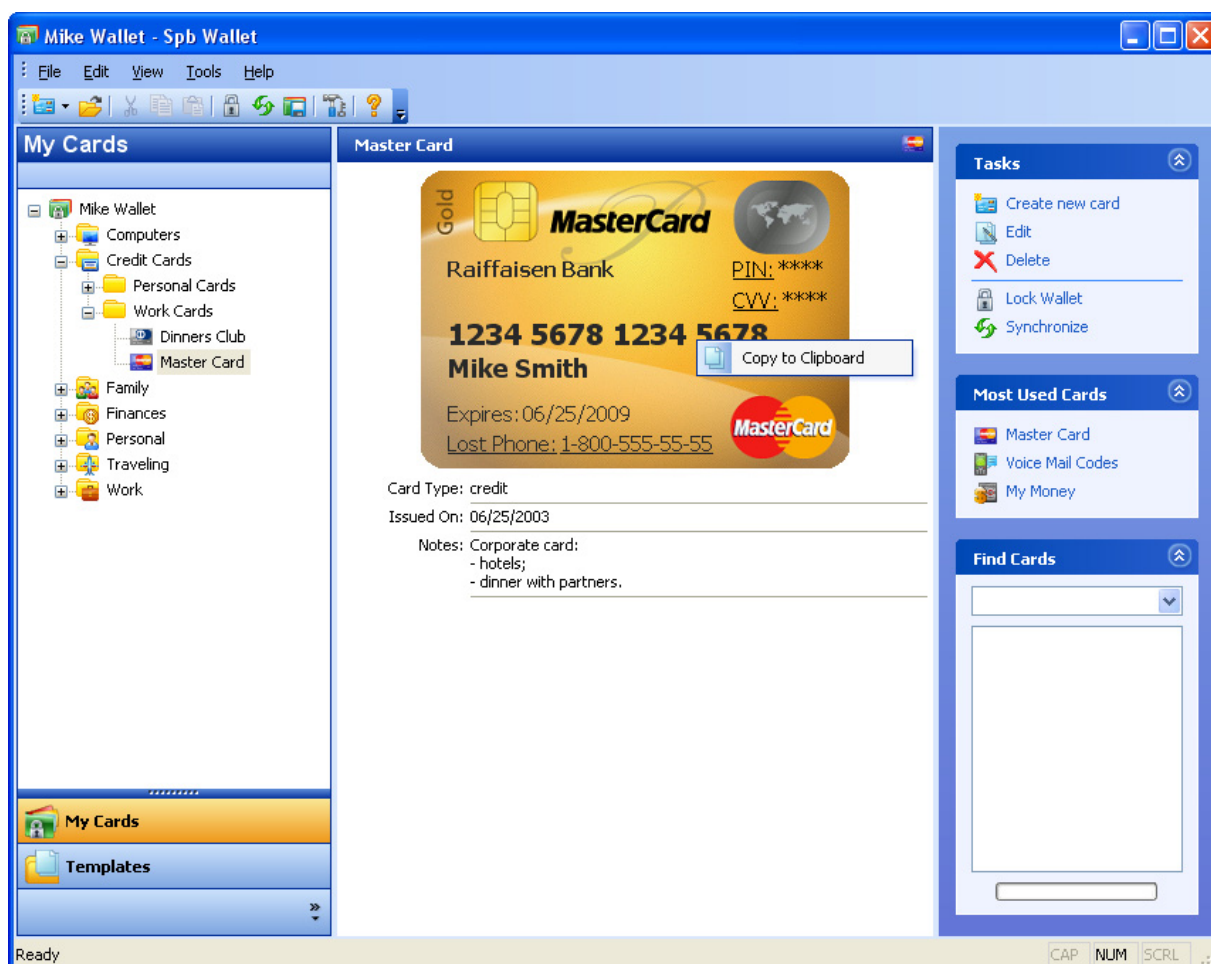 Mike Wallet - Spb Wallet
File Edit View Tools Help
My Cards
Mike Wallet
Computers
Credit Cards
Personal Cards
Work Cards
Dinners Club
Master Card
Family
Finances
Personal
Traveling
Work
My Cards
Templates
Master Card
Gold
MasterCard
Raiffaisen Bank
PIN: ****
CVV: ****
1234 5678 1234 5678
Copy to Clipboard
Mike Smith
Expires: 06/25/2009
MasterCard
Lost Phone: 1-800-555-55-55
Card Type: credit
Issued On: 06/25/2003
Notes: Corporate card:
- hotels;
- dinner with partners.
Tasks
Create new card
Edit
Delete
Lock Wallet
Synchronize
Most Used Cards
Master Card
Voice Mail Codes
My Money
Find Cards
Ready
CAP NUM SCRL